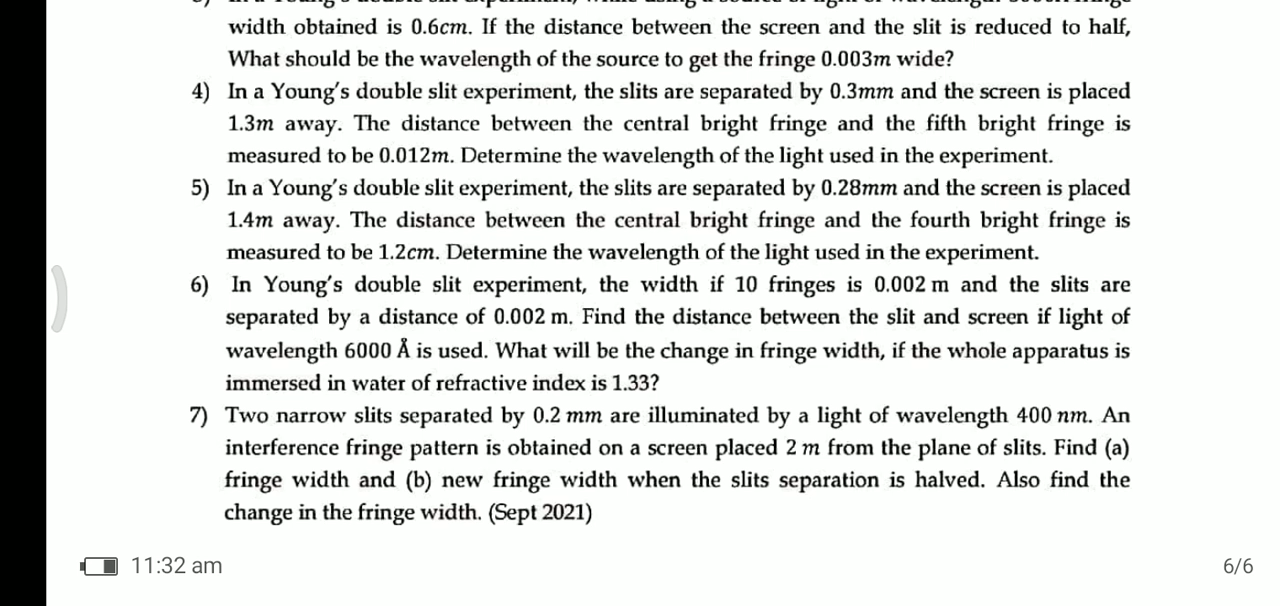 width obtained is 0.6cm. If the distance between the screen and the slit is reduced to half,
What should be the wavelength of the source to get the fringe 0.003m wide?
4) In a Young's double slit experiment, the slits are separated by 0.3mm and the screen is placed
1.3m away. The distance between the central bright fringe and the fifth bright fringe is
measured to be 0.012m. Determine the wavelength of the light used in the experiment.
5) In a Young's double slit experiment, the slits are separated by 0.28mm and the screen is placed
1.4m away. The distance between the central bright fringe and the fourth bright fringe is
measured to be 1.2cm. Determine the wavelength of the light used in the experiment.
6) In Young's double slit experiment, the width if 10 fringes is 0.002 m and the slits are
separated by a distance of 0.002 m. Find the distance between the slit and screen if light of
wavelength 6000 Å is used. What will be the change in fringe width, if the whole apparatus is
immersed in water of refractive index is 1.33?
7) Two narrow slits separated by 0.2 mm are illuminated by a light of wavelength 400 nm. An
interference fringe pattern is obtained on a screen placed 2 m from the plane of slits. Find (a)
fringe width and (b) new fringe width when the slits separation is halved. Also find the
change in the fringe width. (Sept 2021)
11:32 am
6/6